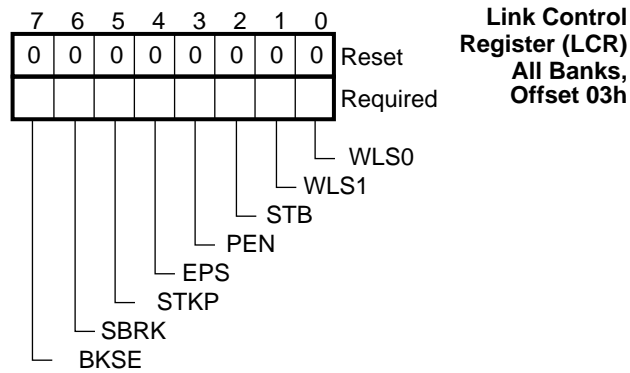 7 6 5 4 3 2 1 0
0 0 0 0 0 0 0 0 Reset
Required
Link Control
Register (LCR)
All Banks,
Offset 03h
WLS0
WLS1
STB
PEN
EPS
STKP
SBRK
BKSE